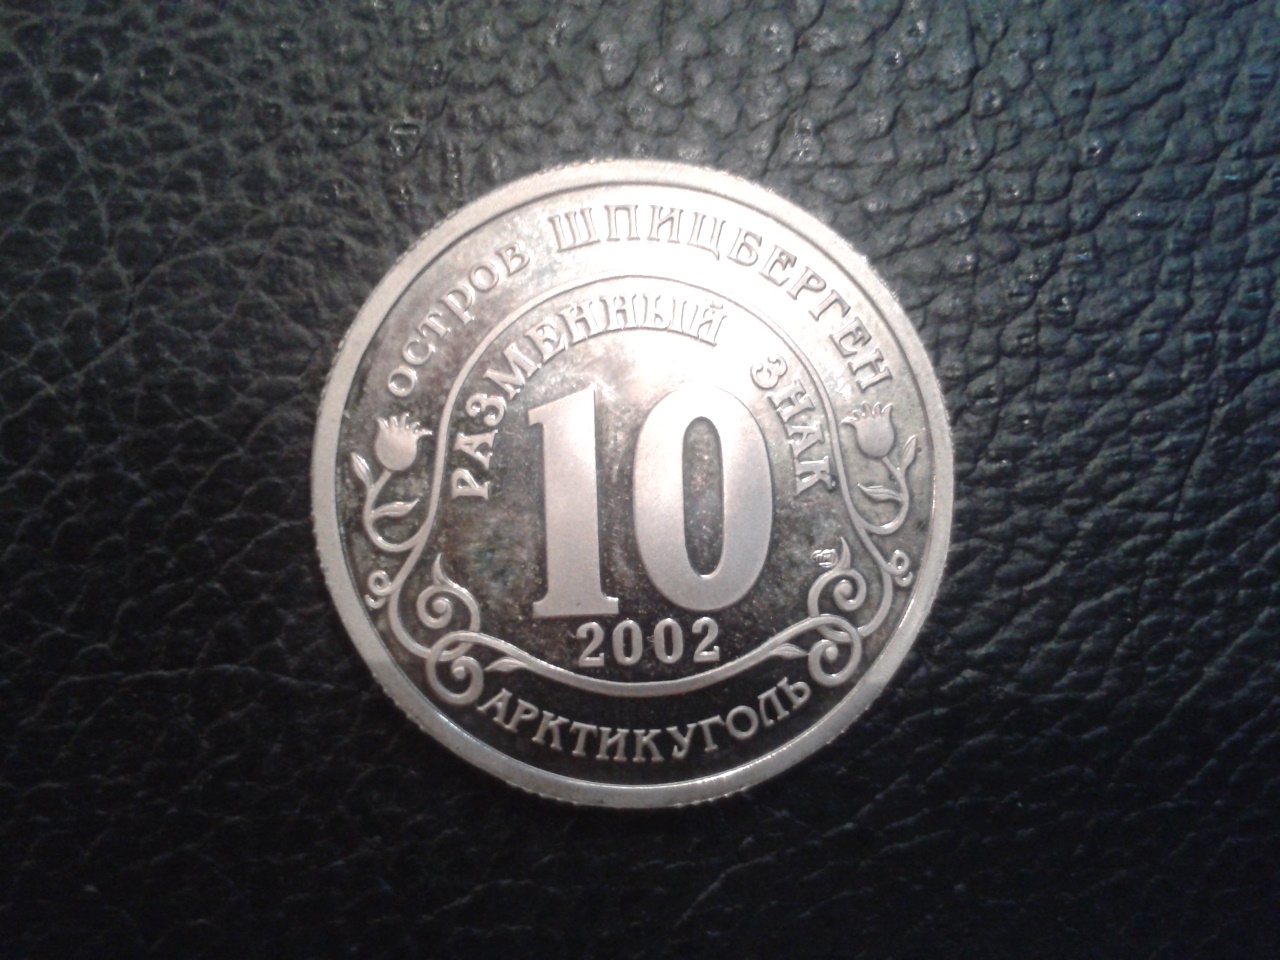 ОСТРОВ ШПИЦБЕРГЕН
РАЗМЕННЫЙ ЗНАК
10
2002
АРКТИКУГОЛЬ